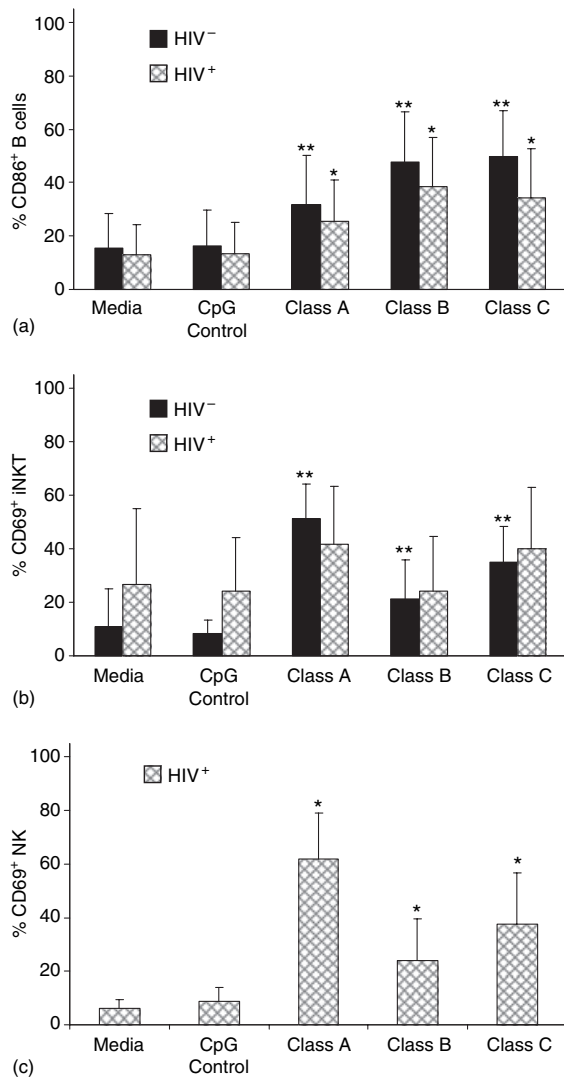 100
80
60
40
20
0
% CD86⁺ B cells
HIV⁻
HIV⁺
** * ** * ** *
Media CpG Control Class A Class B Class C
(a)
100
80
60
40
20
0
% CD69⁺ iNKT
HIV⁻
HIV⁺
** ** **
Media CpG Control Class A Class B Class C
(b)
100
80
60
40
20
0
% CD69⁺ NK
HIV⁺
* * *
Media CpG Control Class A Class B Class C
(c)